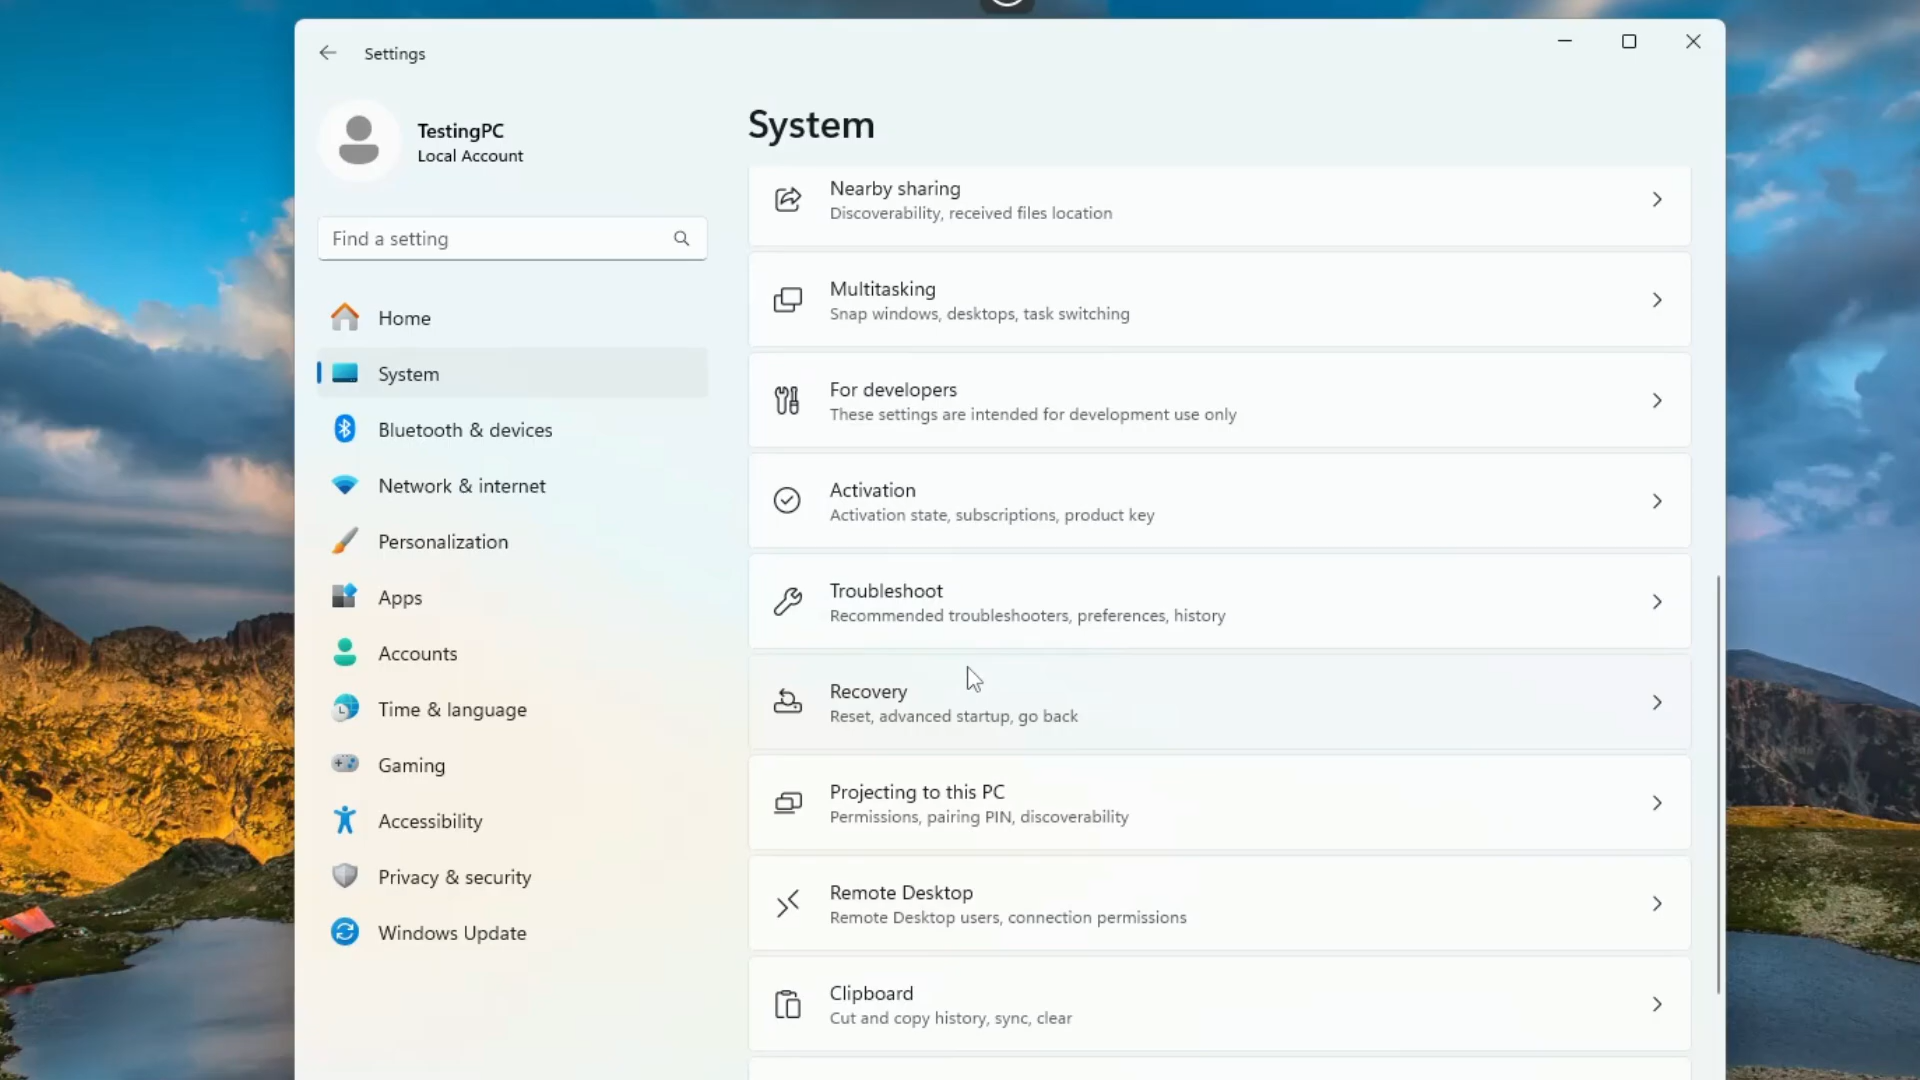 Settings
TestingPC
Local Account
Find a setting
Home
System
Bluetooth & devices
Network & internet
Personalization
Apps
Accounts
Time & language
Gaming
Accessibility
Privacy & security
Windows Update
System
Nearby sharing
Discoverability, received files location
Multitasking
Snap windows, desktops, task switching
For developers
These settings are intended for development use only
Activation
Activation state, subscriptions, product key
Troubleshoot
Recommended troubleshooters, preferences, history
Recovery
Reset, advanced startup, go back
Projecting to this PC
Permissions, pairing PIN, discoverability
Remote Desktop
Remote Desktop users, connection permissions
Clipboard
Cut and copy history, sync, clear